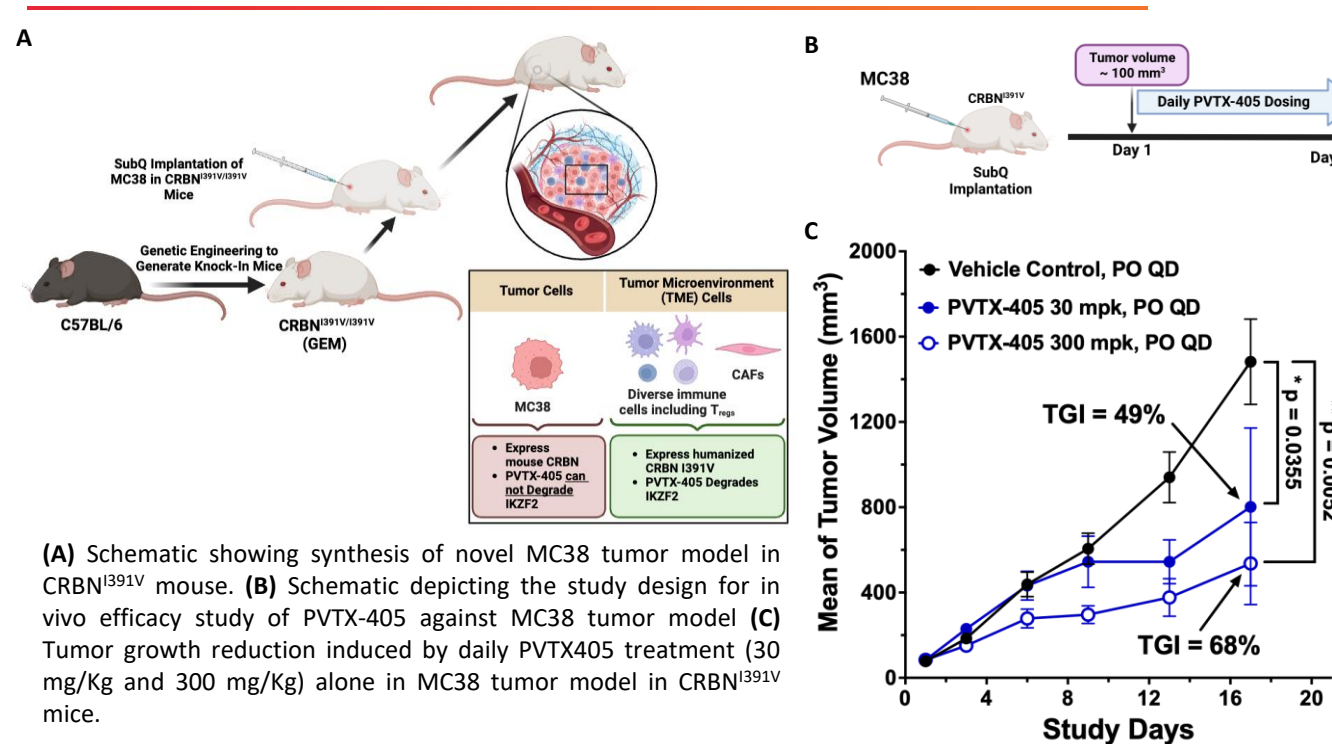 A
SubQ Implantation of
MC38 in CRBN^I391V/I391V
Mice
Genetic Engineering to
Generate Knock-In Mice
C57BL/6
CRBN^I391V/I391V
(GEM)
Tumor Cells
Tumor Microenvironment
(TME) Cells
MC38
CAFs
Diverse immune
cells including T_regs
• Express
mouse CRBN
• PVTX-405 can
not Degrade
IKZF2
• Express humanized
CRBN I391V
• PVTX-405 Degrades
IKZF2
(A) Schematic showing synthesis of novel MC38 tumor model in
CRBN^I391V mouse. (B) Schematic depicting the study design for in
vivo efficacy study of PVTX-405 against MC38 tumor model (C)
Tumor growth reduction induced by daily PVTX405 treatment (30
mg/Kg and 300 mg/Kg) alone in MC38 tumor model in CRBN^I391V
mice.
B
MC38
CRBN^I391V
SubQ
Implantation
Tumor volume
~ 100 mm³
Daily PVTX-405 Dosing
Day 1
C
Mean of Tumor Volume (mm³)
2000
1600
1200
800
400
0
Vehicle Control, PO QD
PVTX-405 30 mpk, PO QD
PVTX-405 300 mpk, PO QD
TGI = 49%
TGI = 68%
* p = 0.0355
0 4 8 12 16 20
Study Days